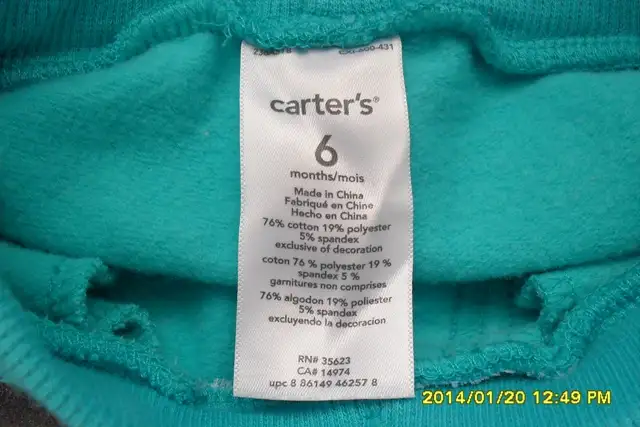 carter's®
6
months/mois
Made in China
Fabriqué en Chine
Hecho en China
76% cotton 19% polyester
5% spandex
exclusive of decoration
coton 76 % polyester 19 %
spandex 5 %
garnitures non comprises
76% algodon 19% poliester
5% spandex
excluyendo la decoracion
RN# 35623
CA# 14974
upc 8 86149 46257 8
2014/01/20 12:49 PM